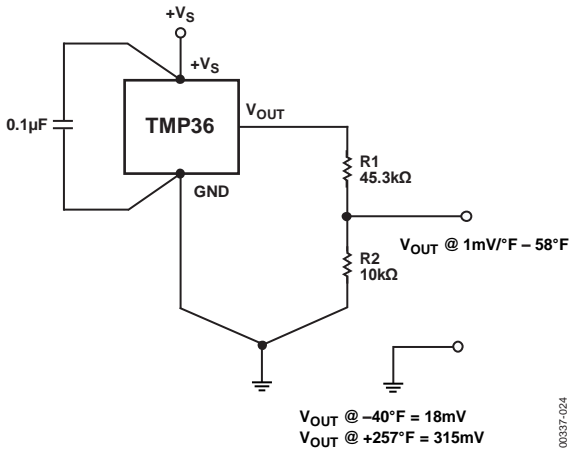 +V_S
+V_S
V_OUT
0.1µF
TMP36
R1
45.3kΩ
GND
V_OUT @ 1mV/°F – 58°F
R2
10kΩ
V_OUT @ –40°F = 18mV
V_OUT @ +257°F = 315mV
00337-024